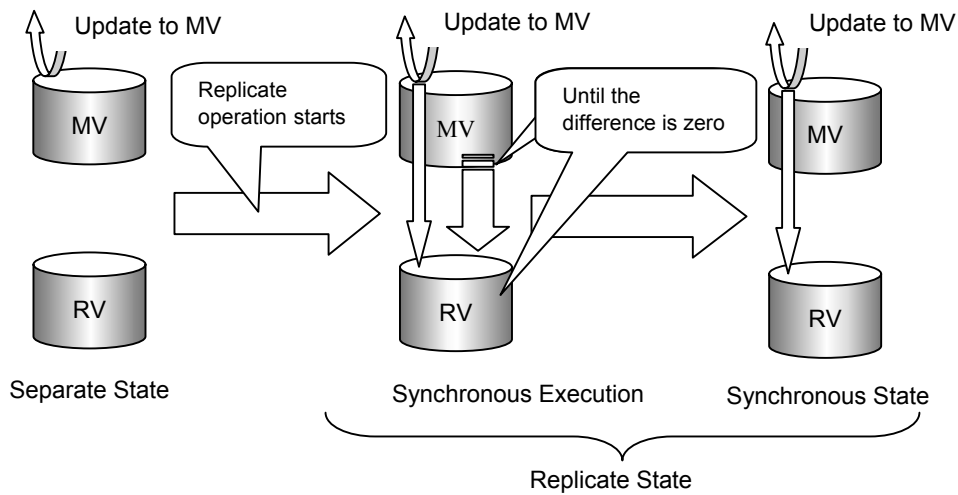 Update to MV
Update to MV
Update to MV
Replicate
operation starts
Until the
difference is zero
MV
MV
MV
RV
RV
RV
Separate State
Synchronous Execution
Synchronous State
Replicate State